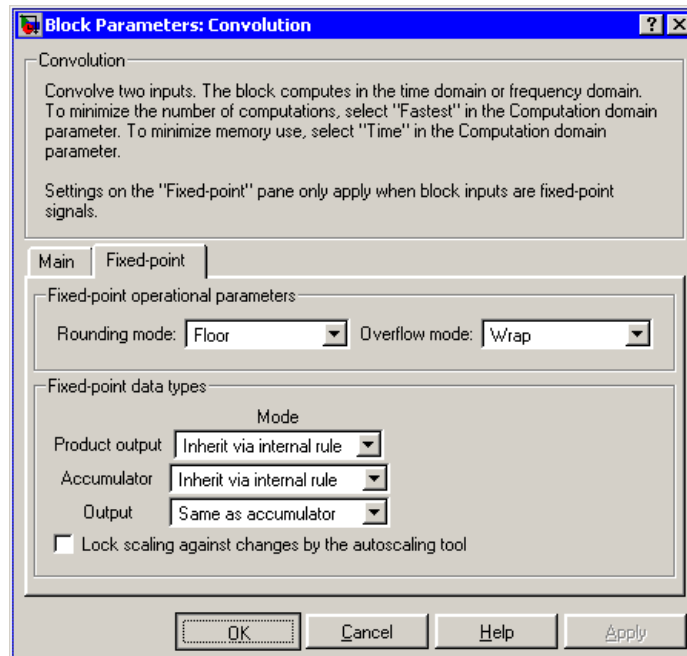 Block Parameters: Convolution
Convolution
Convolve two inputs. The block computes in the time domain or frequency domain.
To minimize the number of computations, select "Fastest" in the Computation domain
parameter. To minimize memory use, select "Time" in the Computation domain
parameter.
Settings on the "Fixed-point" pane only apply when block inputs are fixed-point
signals.
Main Fixed-point
Fixed-point operational parameters
Rounding mode: Floor Overflow mode: Wrap
Fixed-point data types
Mode
Product output Inherit via internal rule
Accumulator Inherit via internal rule
Output Same as accumulator
Lock scaling against changes by the autoscaling tool
OK Cancel Help Apply